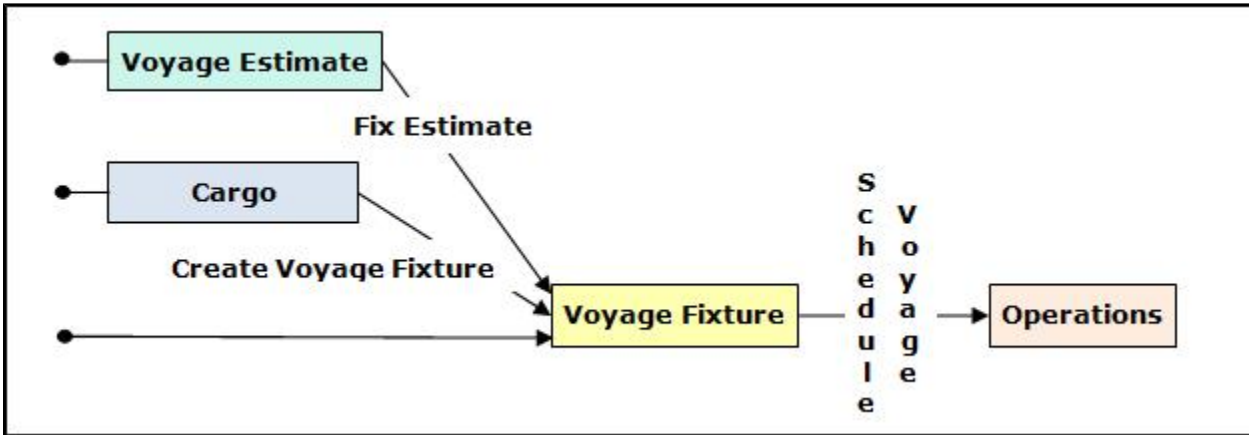 Voyage Estimate
Fix Estimate
Cargo
Create Voyage Fixture
Voyage Fixture
Schedule
Voyage
Operations